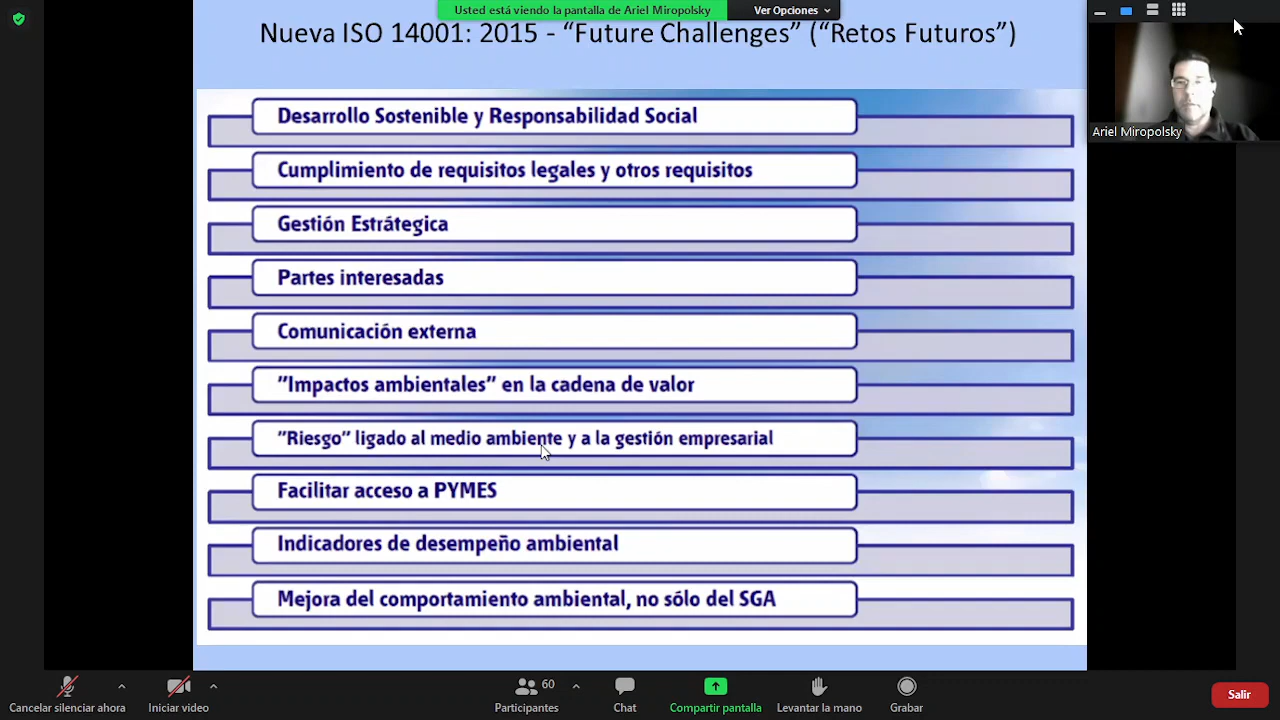 Usted está viendo la pantalla de Ariel Miropolsky
Ver Opciones
Nueva ISO 14001: 2015 - “Future Challenges” (“Retos Futuros”)
Desarrollo Sostenible y Responsabilidad Social
Cumplimiento de requisitos legales y otros requisitos
Gestión Estrátegica
Partes interesadas
Comunicación externa
”Impactos ambientales” en la cadena de valor
”Riesgo” ligado al medio ambiente y a la gestión empresarial
Facilitar acceso a PYMES
Indicadores de desempeño ambiental
Mejora del comportamiento ambiental, no sólo del SGA
Ariel Miropolsky
Cancelar silenciar ahora
Iniciar video
60
Participantes
Chat
Compartir pantalla
Levantar la mano
Grabar
Salir